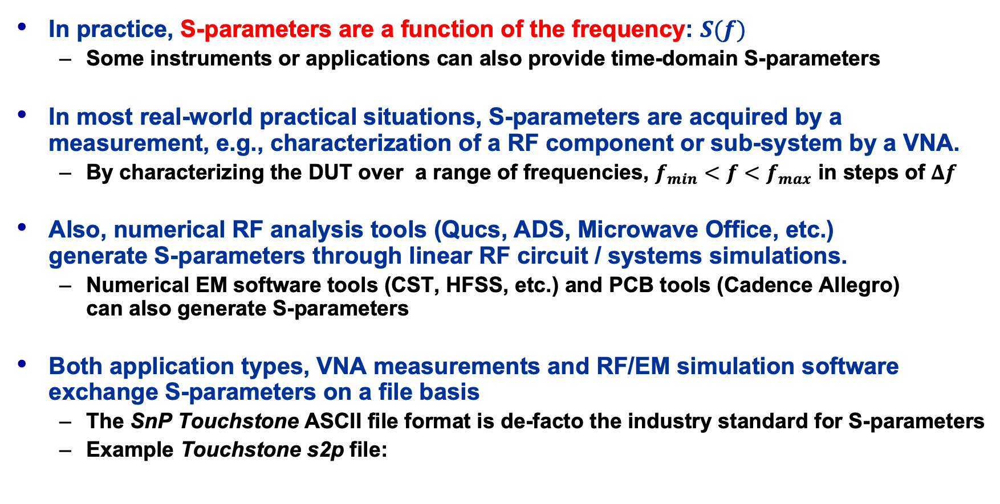 • In practice, S-parameters are a function of the frequency: S(f)
– Some instruments or applications can also provide time-domain S-parameters
• In most real-world practical situations, S-parameters are acquired by a
measurement, e.g., characterization of a RF component or sub-system by a VNA.
– By characterizing the DUT over a range of frequencies, f_min < f < f_max in steps of Δf
• Also, numerical RF analysis tools (Qucs, ADS, Microwave Office, etc.)
generate S-parameters through linear RF circuit / systems simulations.
– Numerical EM software tools (CST, HFSS, etc.) and PCB tools (Cadence Allegro)
can also generate S-parameters
• Both application types, VNA measurements and RF/EM simulation software
exchange S-parameters on a file basis
– The SnP Touchstone ASCII file format is de-facto the industry standard for S-parameters
– Example Touchstone s2p file: